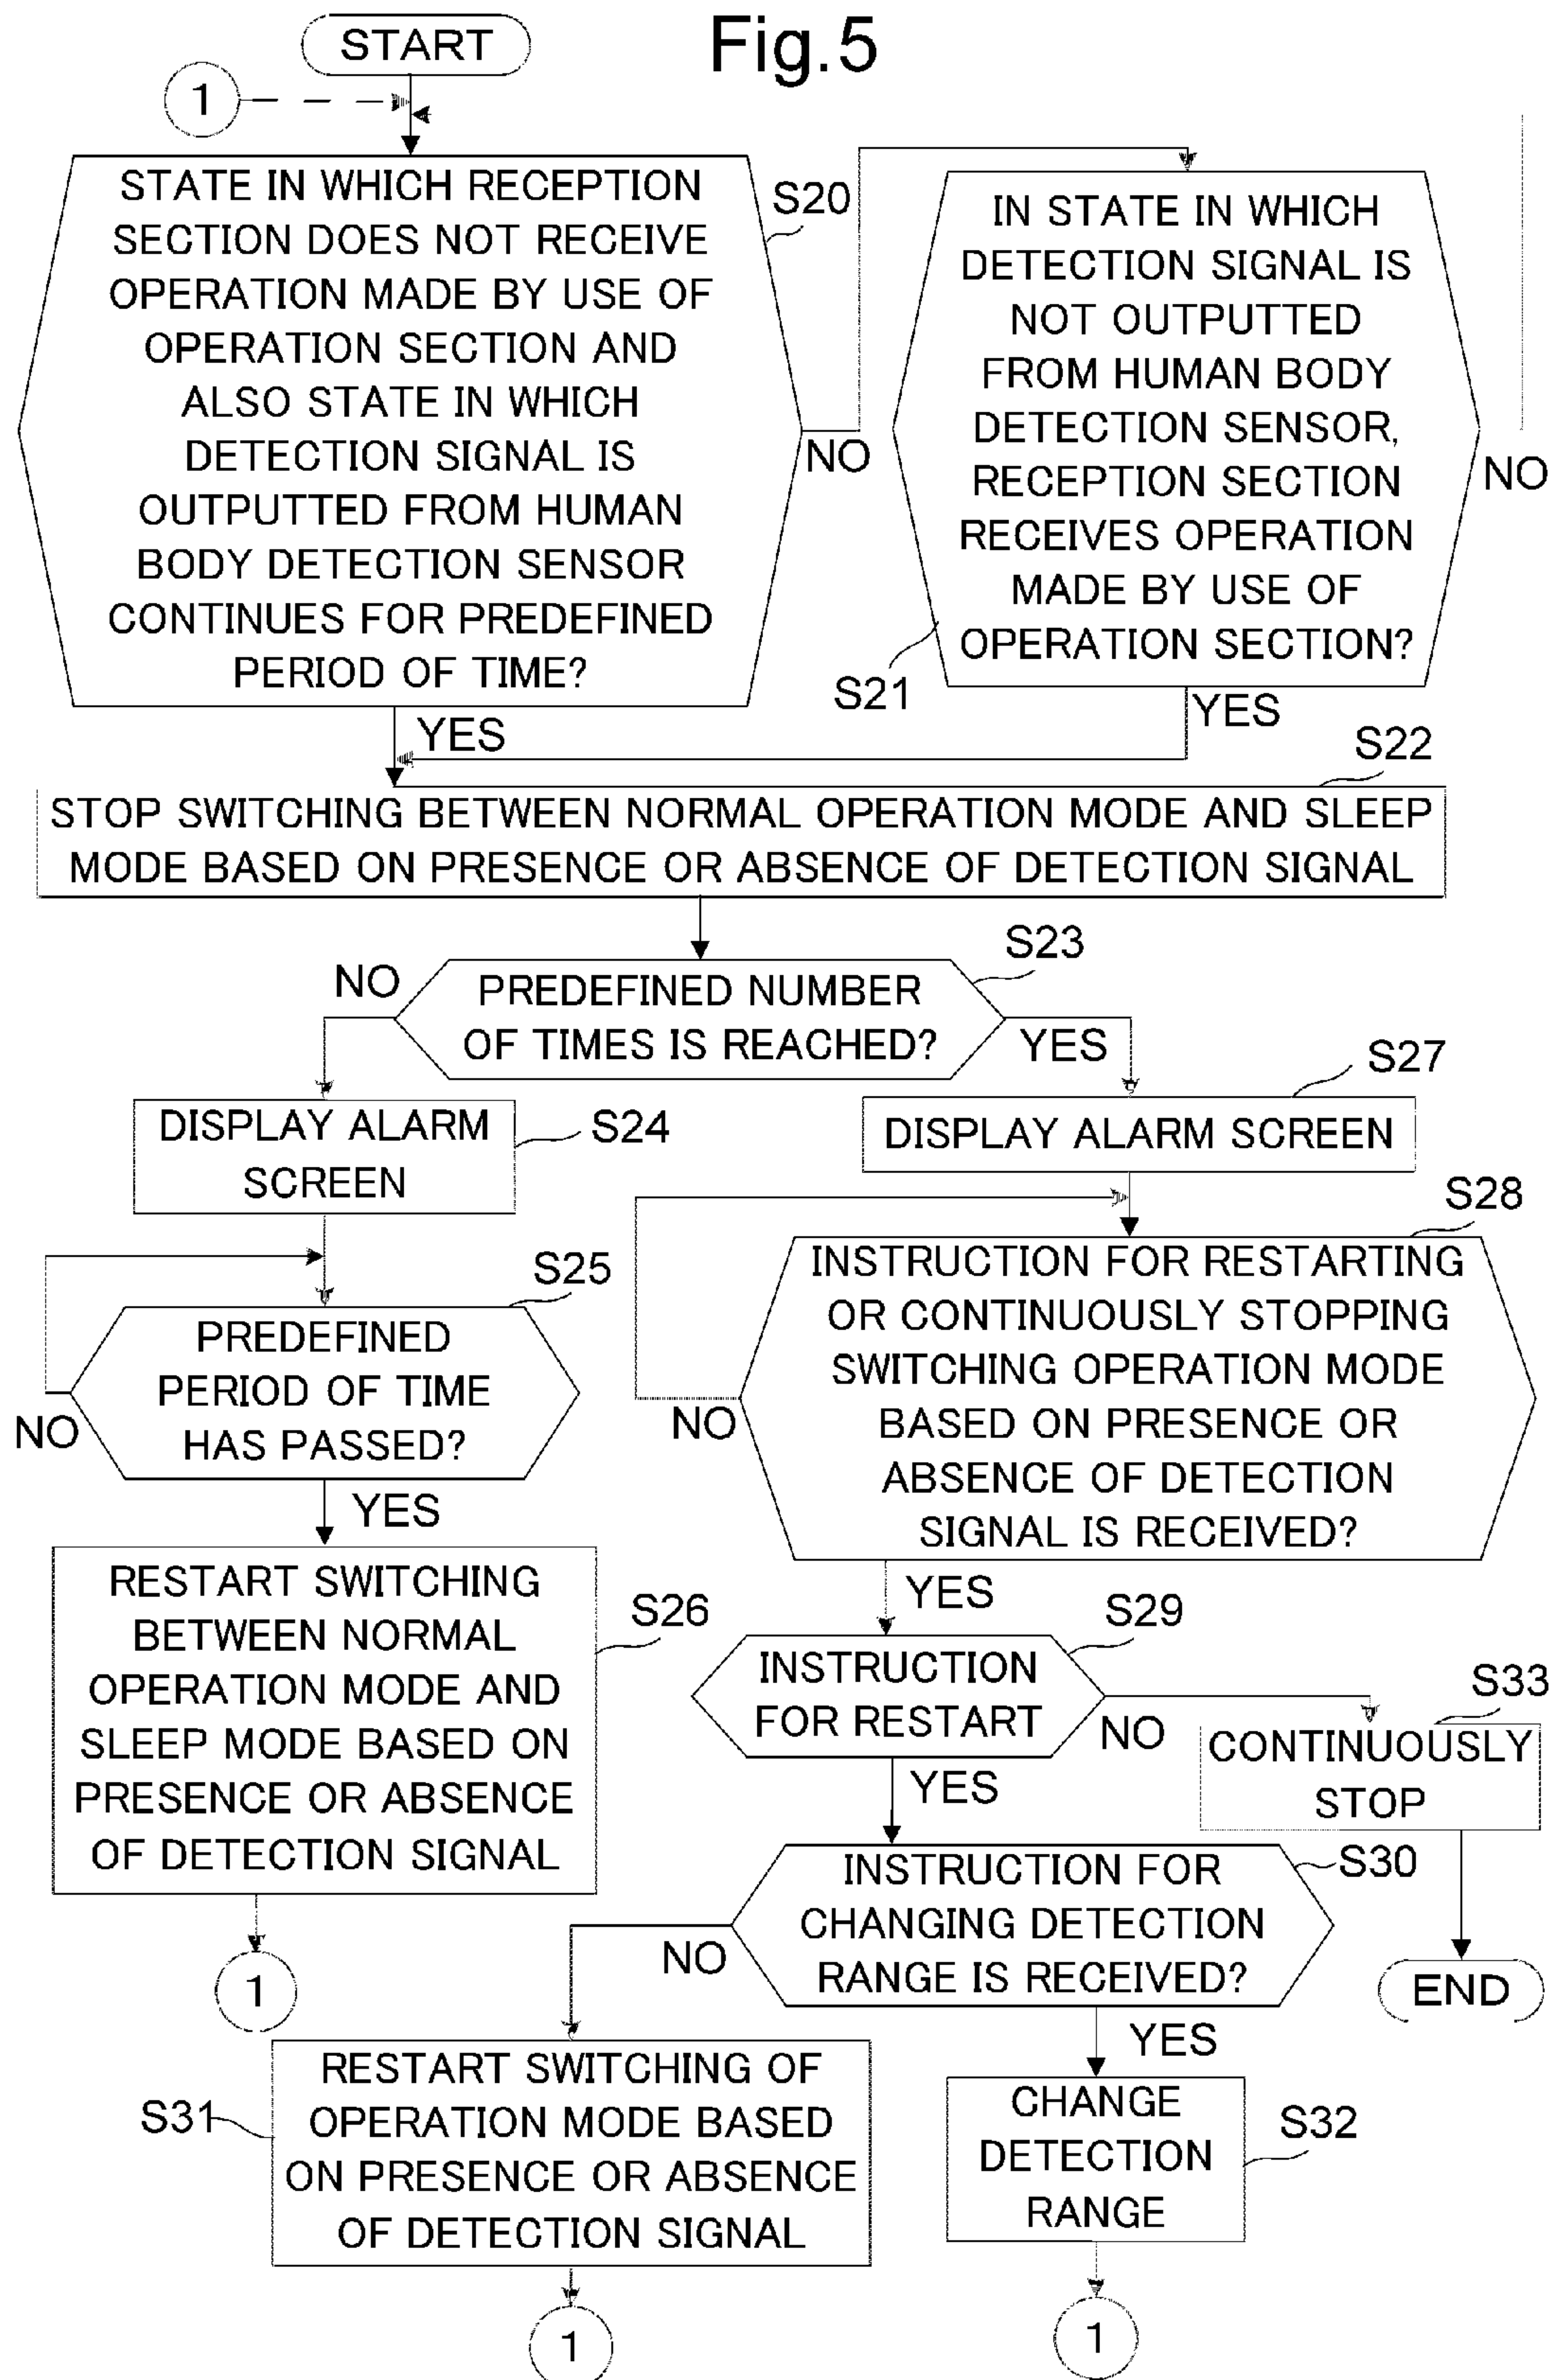 Fig.5
START
1
STATE IN WHICH RECEPTION
SECTION DOES NOT RECEIVE
OPERATION MADE BY USE OF
OPERATION SECTION AND
ALSO STATE IN WHICH
DETECTION SIGNAL IS
OUTPUTTED FROM HUMAN
BODY DETECTION SENSOR
CONTINUES FOR PREDEFINED
PERIOD OF TIME?
S20
NO
YES
IN STATE IN WHICH
DETECTION SIGNAL IS
NOT OUTPUTTED
FROM HUMAN BODY
DETECTION SENSOR,
RECEPTION SECTION
RECEIVES OPERATION
MADE BY USE OF
OPERATION SECTION?
S21
NO
YES
S22
STOP SWITCHING BETWEEN NORMAL OPERATION MODE AND SLEEP
MODE BASED ON PRESENCE OR ABSENCE OF DETECTION SIGNAL
S23
PREDEFINED NUMBER
OF TIMES IS REACHED?
NO
YES
DISPLAY ALARM
SCREEN
S24
S25
PREDEFINED
PERIOD OF TIME
HAS PASSED?
NO
YES
RESTART SWITCHING
BETWEEN NORMAL
OPERATION MODE AND
SLEEP MODE BASED ON
PRESENCE OR ABSENCE
OF DETECTION SIGNAL
S26
1
S27
DISPLAY ALARM SCREEN
S28
INSTRUCTION FOR RESTARTING
OR CONTINUOUSLY STOPPING
SWITCHING OPERATION MODE
BASED ON PRESENCE OR
ABSENCE OF DETECTION
SIGNAL IS RECEIVED?
NO
YES
S29
INSTRUCTION
FOR RESTART
NO
YES
S33
CONTINUOUSLY
STOP
END
S30
INSTRUCTION FOR
CHANGING DETECTION
RANGE IS RECEIVED?
NO
YES
S31
RESTART SWITCHING OF
OPERATION MODE BASED
ON PRESENCE OR ABSENCE
OF DETECTION SIGNAL
1
CHANGE
DETECTION
RANGE
S32
1